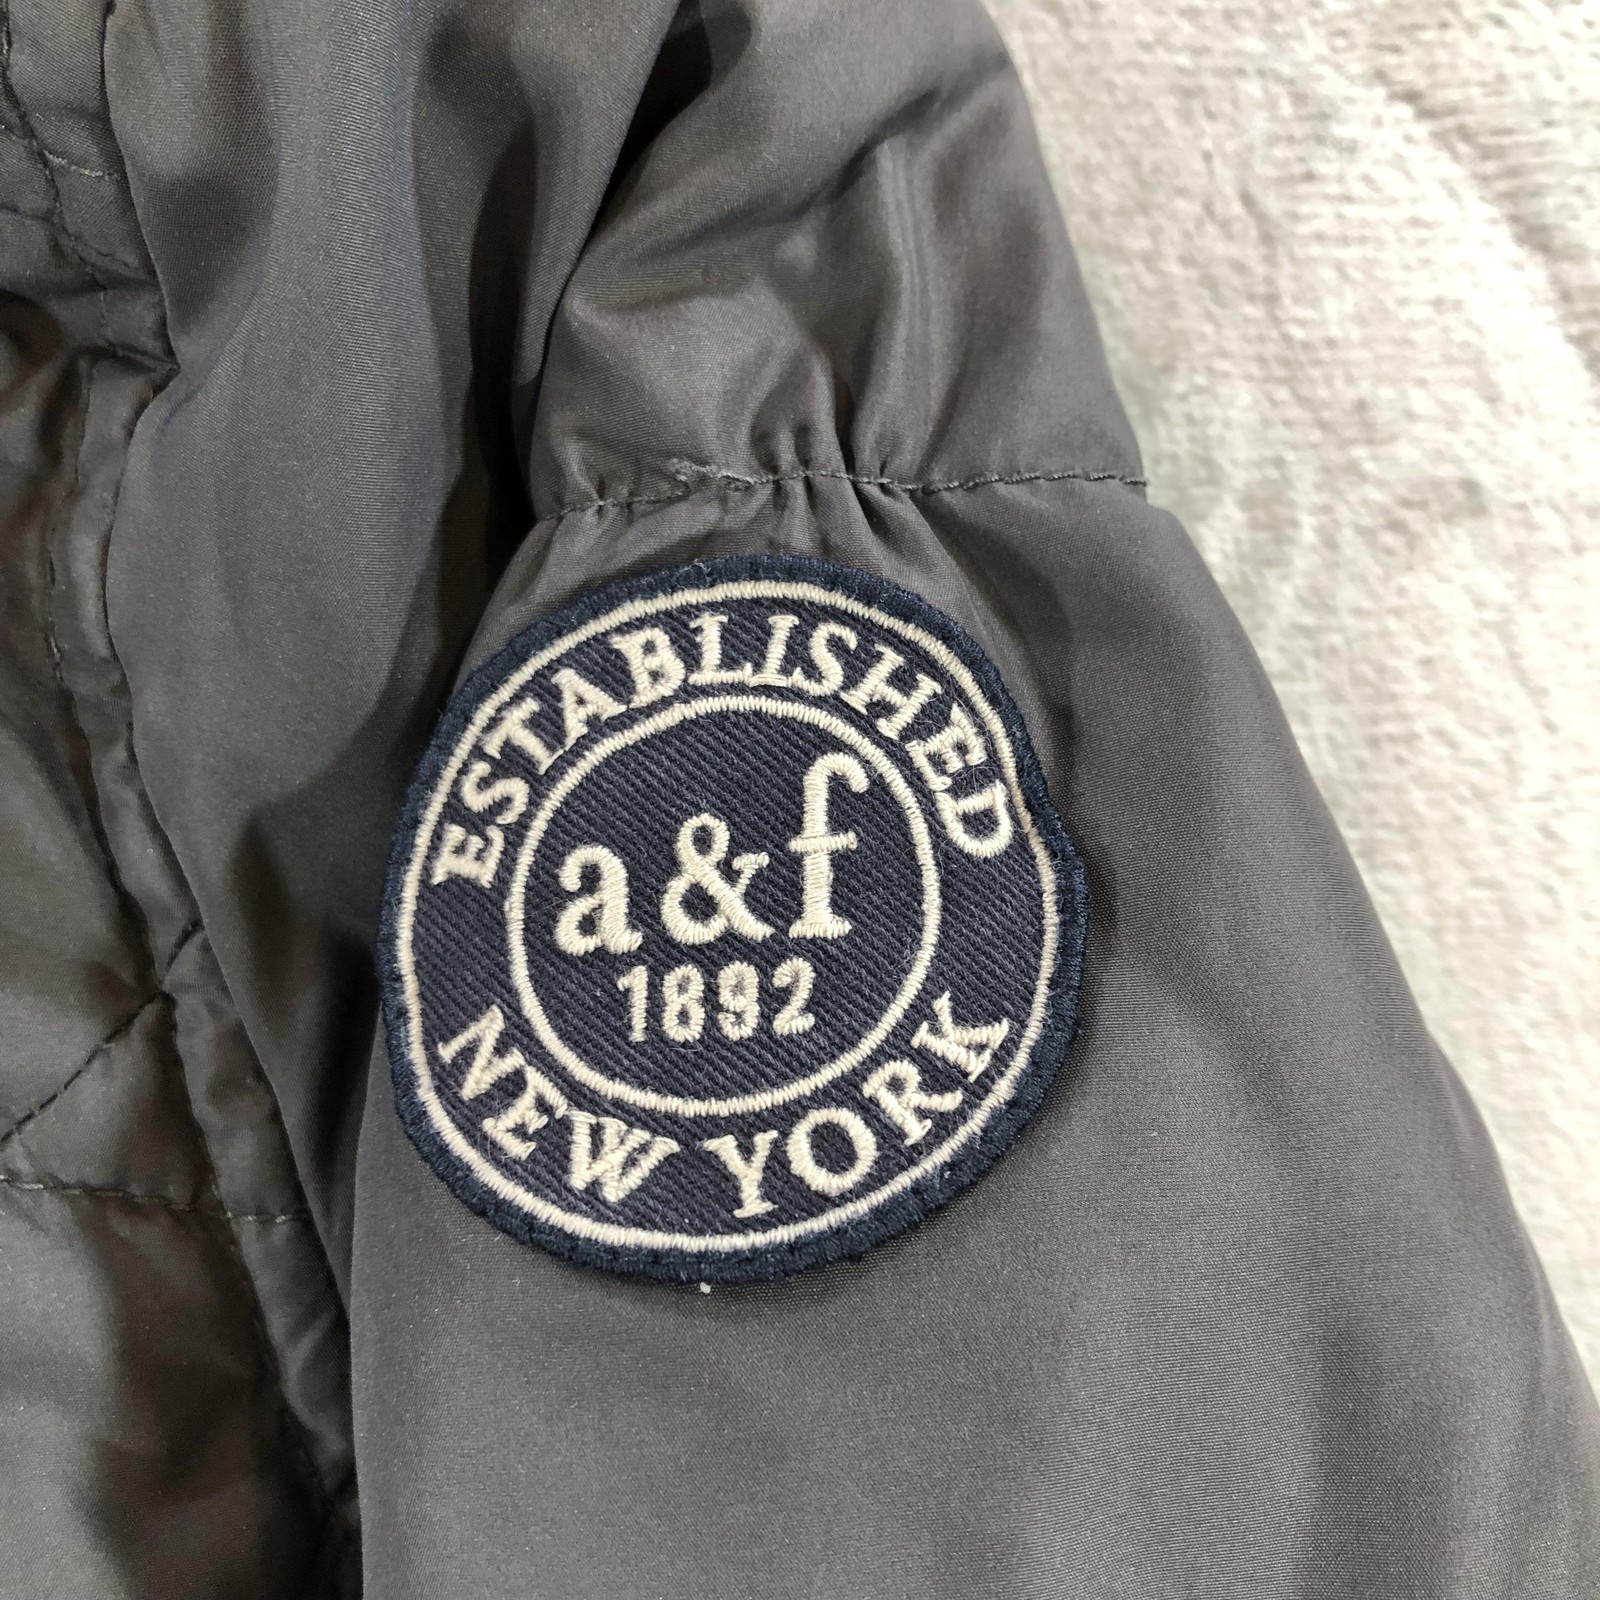 ESTABLISHED
a&f
1892
NEW YORK